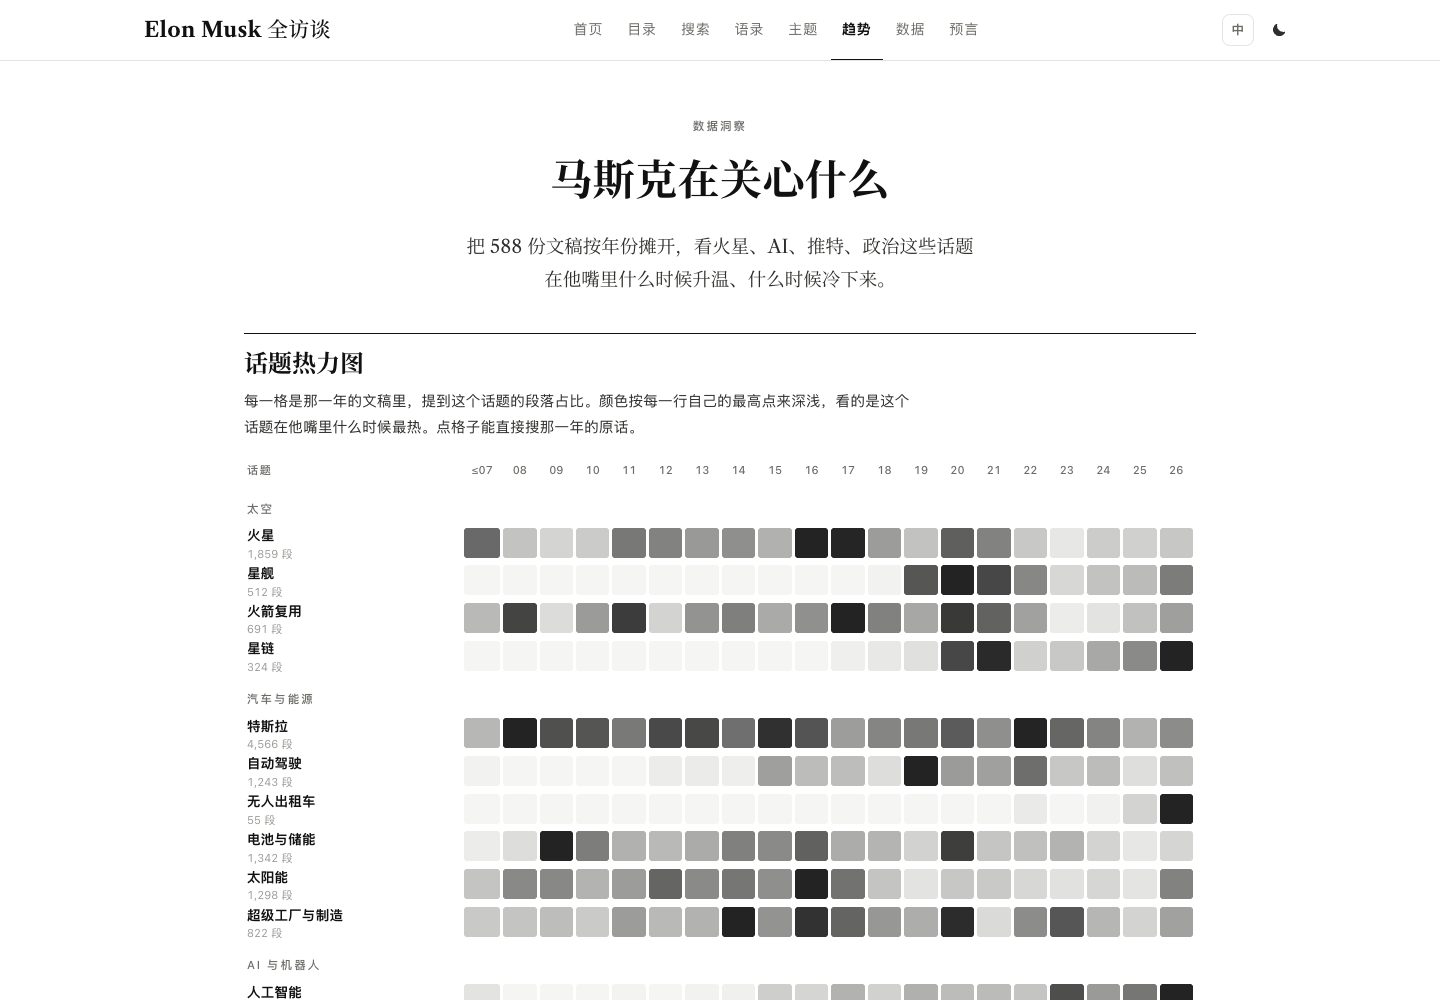 Elon Musk 全访谈
首页 目录 搜索 语录 主题 趋势 数据 预言
中
数据洞察
马斯克在关心什么
把 588 份文稿按年份摊开，看火星、AI、推特、政治这些话题
在他嘴里什么时候升温、什么时候冷下来。
话题热力图
每一格是那一年的文稿里，提到这个话题的段落占比。颜色按每一行自己的最高点来深浅，看的是这个
话题在他嘴里什么时候最热。点格子能直接搜那一年的原话。
话题 ≤07 08 09 10 11 12 13 14 15 16 17 18 19 20 21 22 23 24 25 26
太空
火星
1,859 段
星舰
512 段
火箭复用
691 段
星链
324 段
汽车与能源
特斯拉
4,566 段
自动驾驶
1,243 段
无人出租车
55 段
电池与储能
1,342 段
太阳能
1,298 段
超级工厂与制造
822 段
AI 与机器人
人工智能